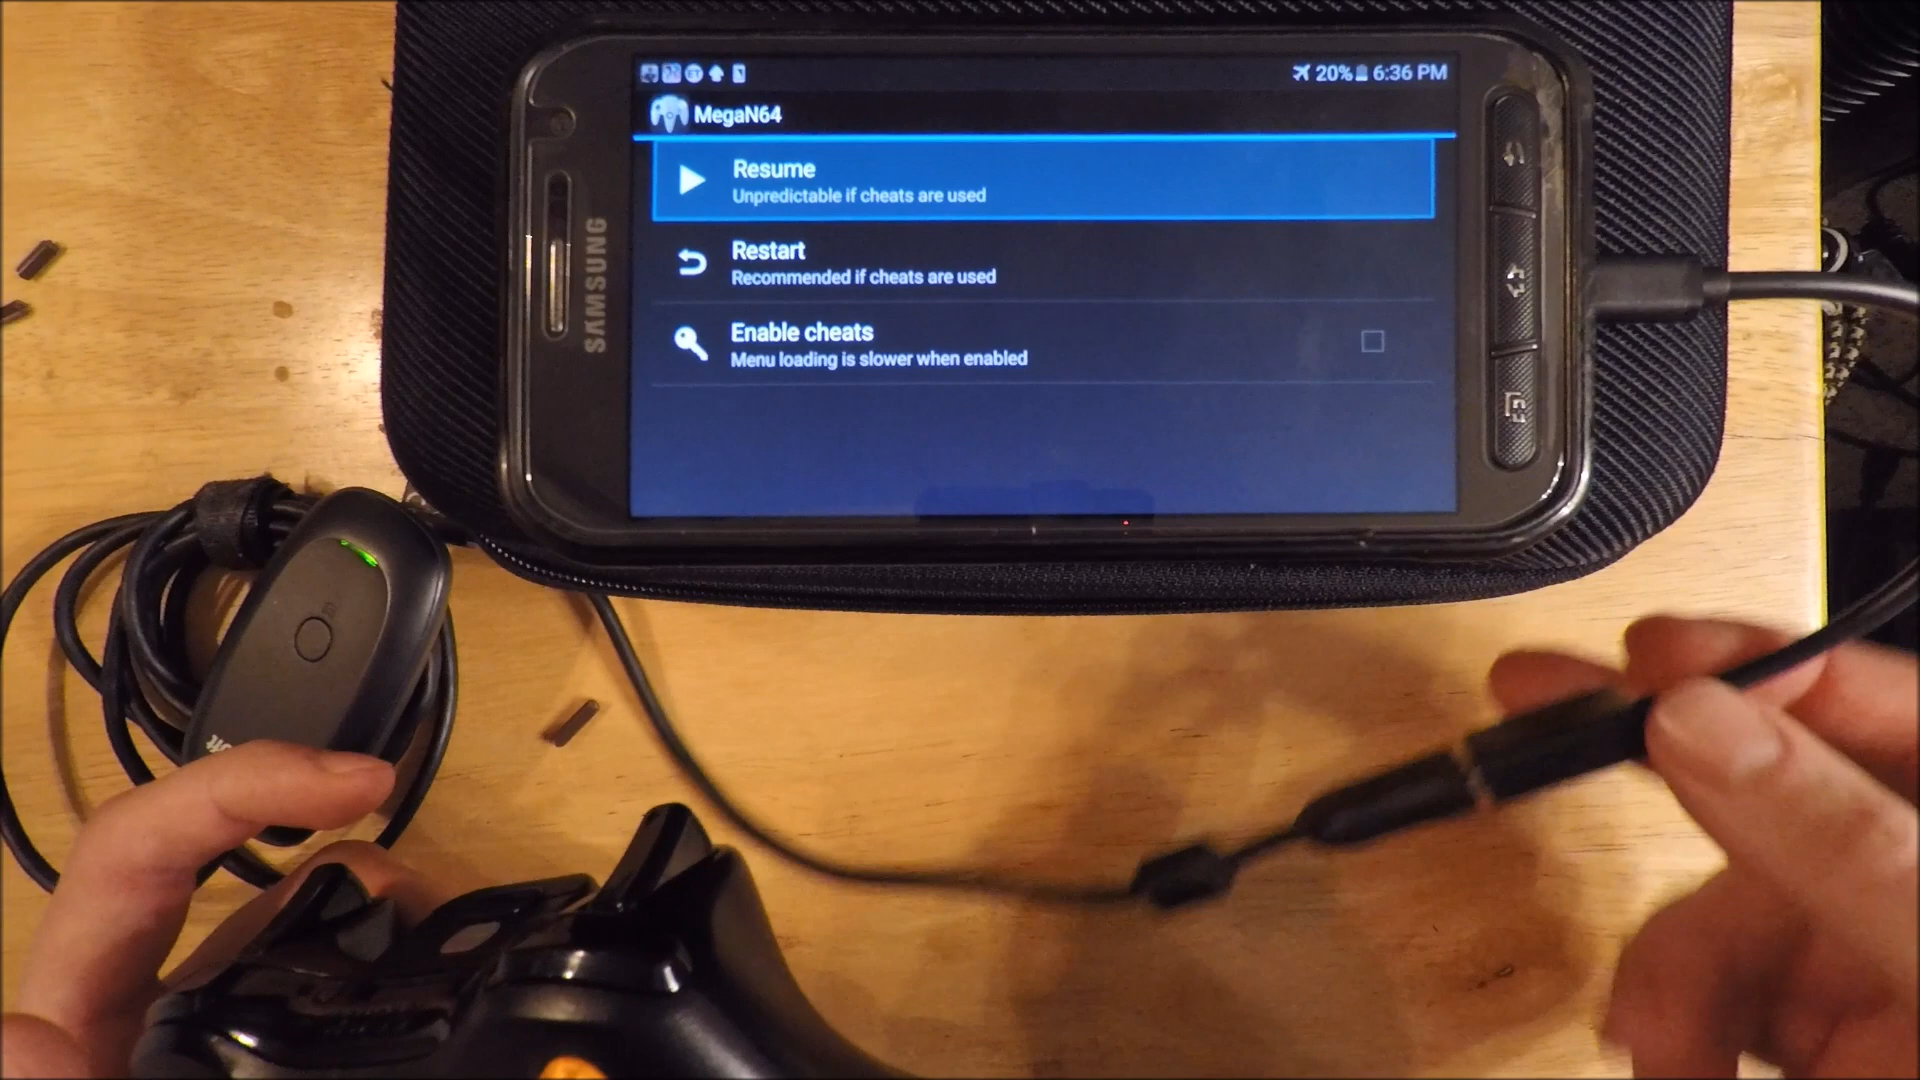 20% 6:36 PM
MegaN64
Resume
Unpredictable if cheats are used
Restart
Recommended if cheats are used
Enable cheats
Menu loading is slower when enabled
SAMSUNG